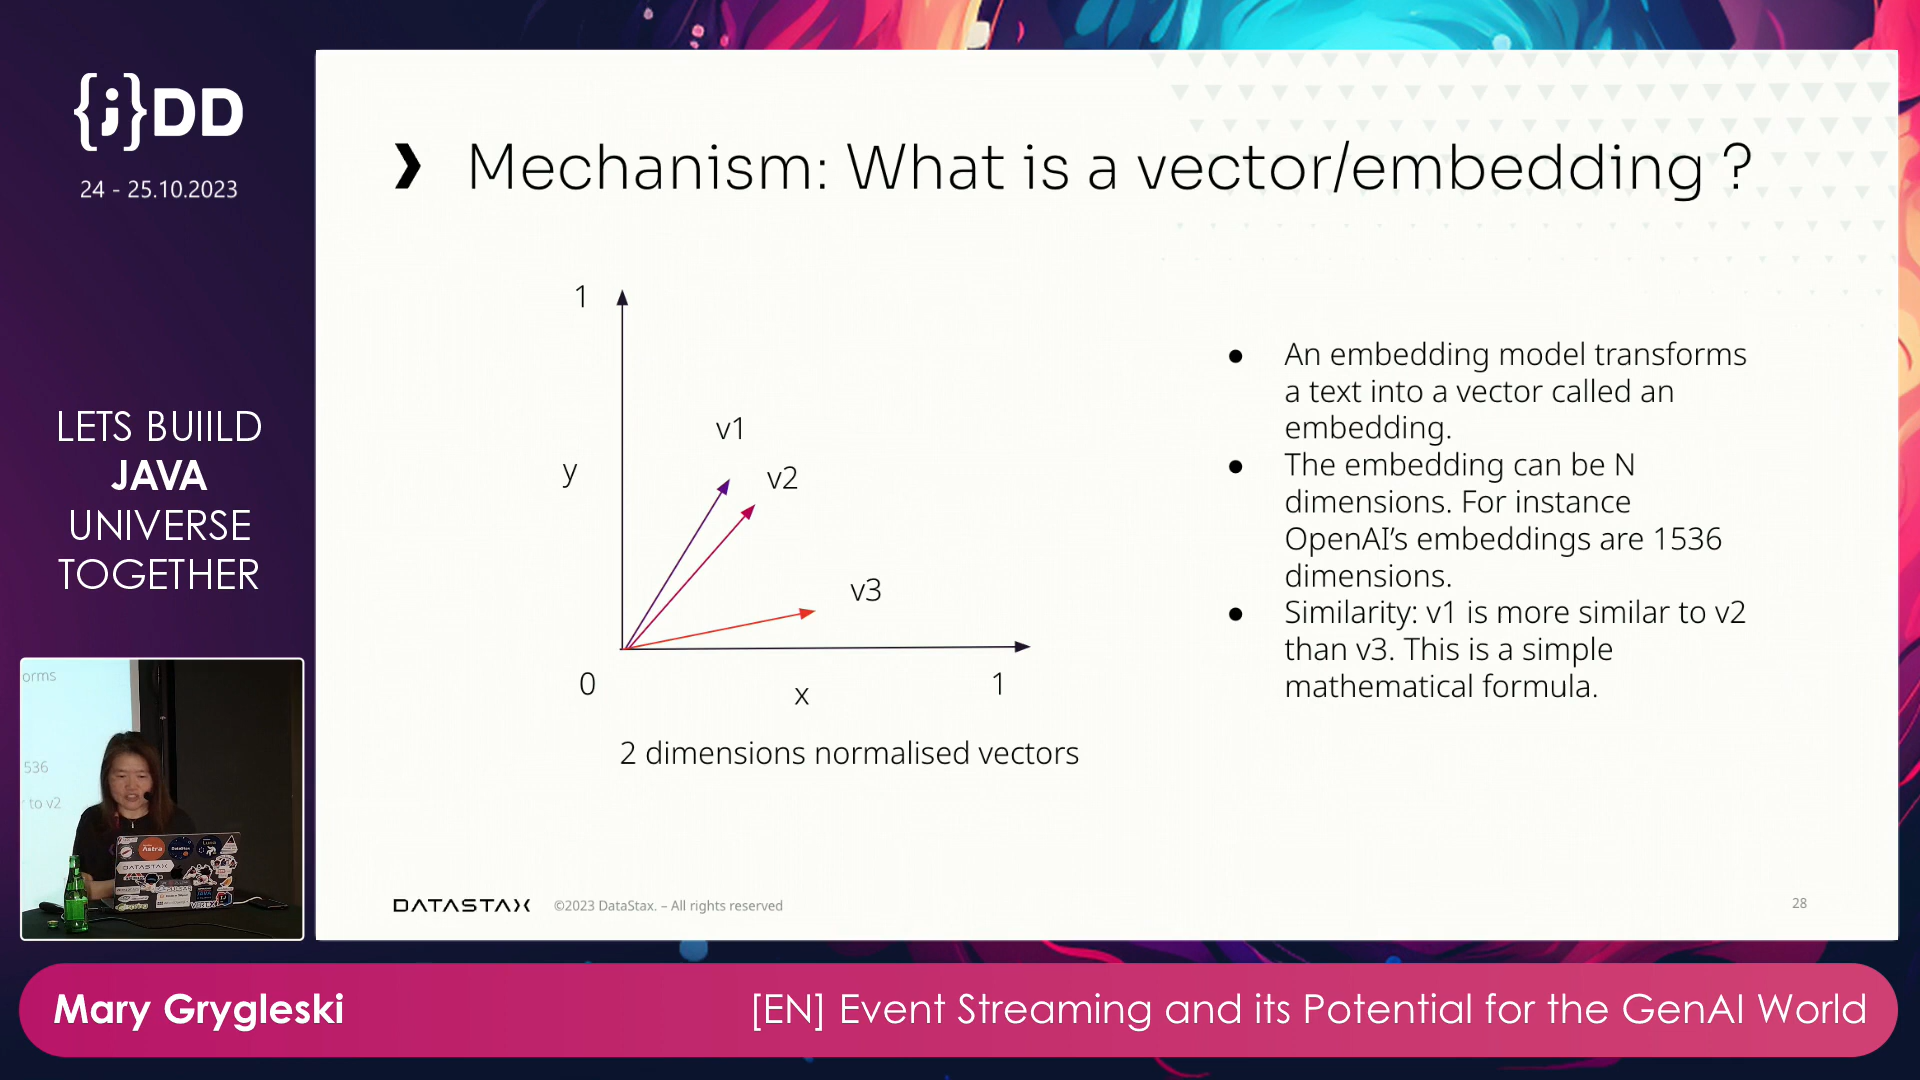 {j}DD
24 - 25.10.2023
LETS BUIILD
JAVA
UNIVERSE
TOGETHER
Mechanism: What is a vector/embedding ?
1
y
v1
v2
v3
0
x
1
2 dimensions normalised vectors
● An embedding model transforms
a text into a vector called an
embedding.
● The embedding can be N
dimensions. For instance
OpenAI’s embeddings are 1536
dimensions.
● Similarity: v1 is more similar to v2
than v3. This is a simple
mathematical formula.
DATASTAX
©2023 DataStax. – All rights reserved
28
orms
536
to v2
Astra
DataStax
Luna
DATASTAX
Mary Grygleski
[EN] Event Streaming and its Potential for the GenAI World